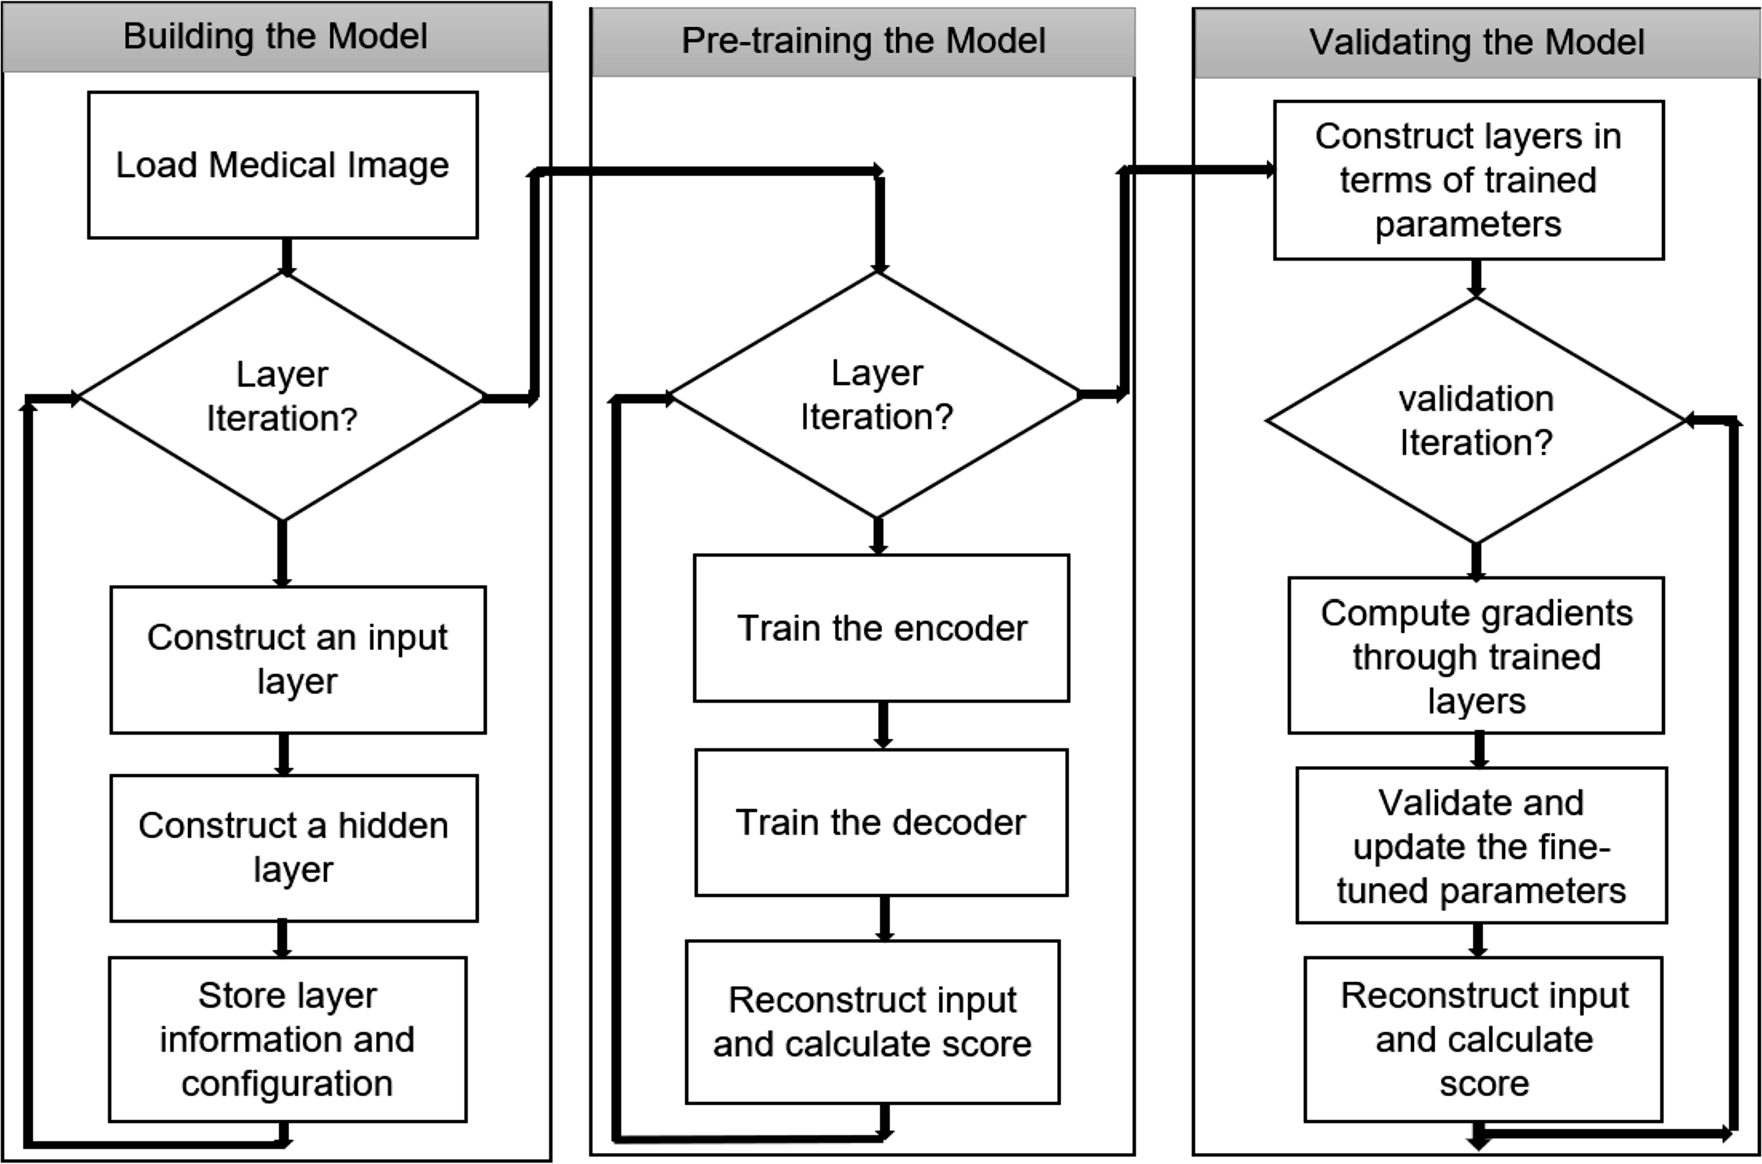 Building the Model
Load Medical Image
Layer
Iteration?
Construct an input
layer
Construct a hidden
layer
Store layer
information and
configuration
Pre-training the Model
Layer
Iteration?
Train the encoder
Train the decoder
Reconstruct input
and calculate score
Validating the Model
Construct layers in
terms of trained
parameters
validation
Iteration?
Compute gradients
through trained
layers
Validate and
update the fine-
tuned parameters
Reconstruct input
and calculate
score